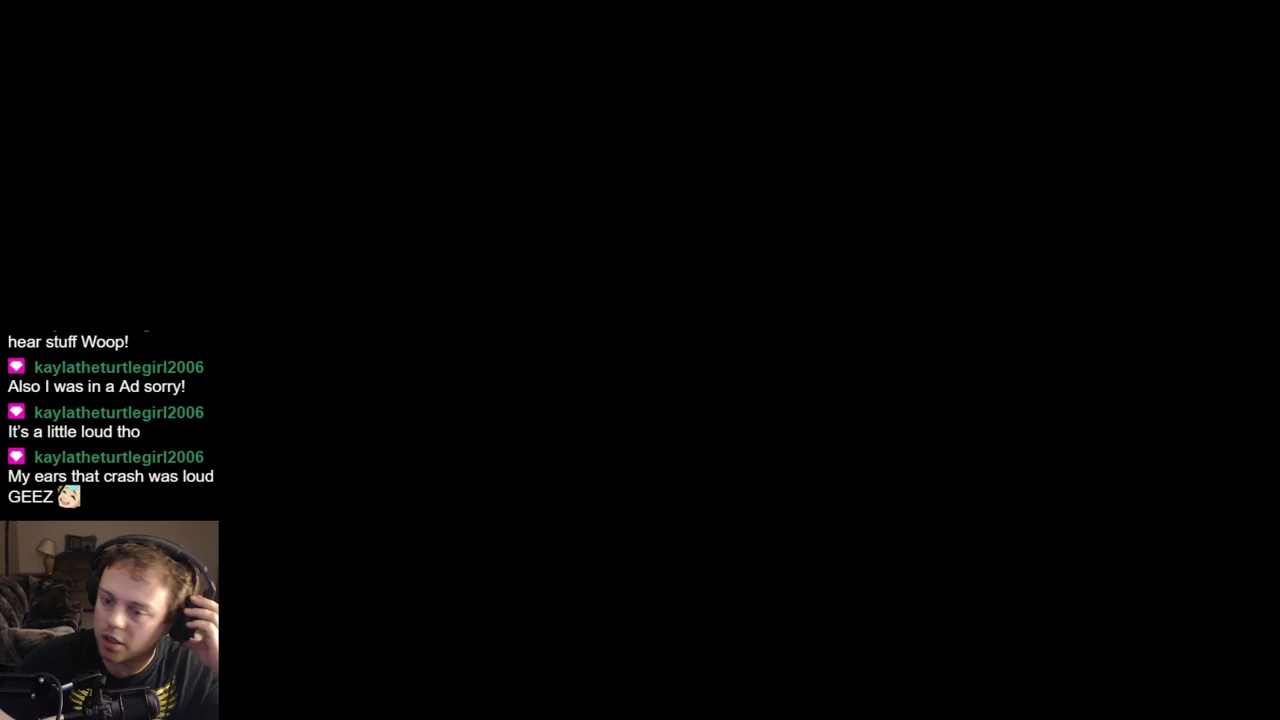 hear stuff Woop!
kaylatheturtlegirl2006
Also I was in a Ad sorry!
kaylatheturtlegirl2006
It's a little loud tho
kaylatheturtlegirl2006
My ears that crash was loud
GEEZ